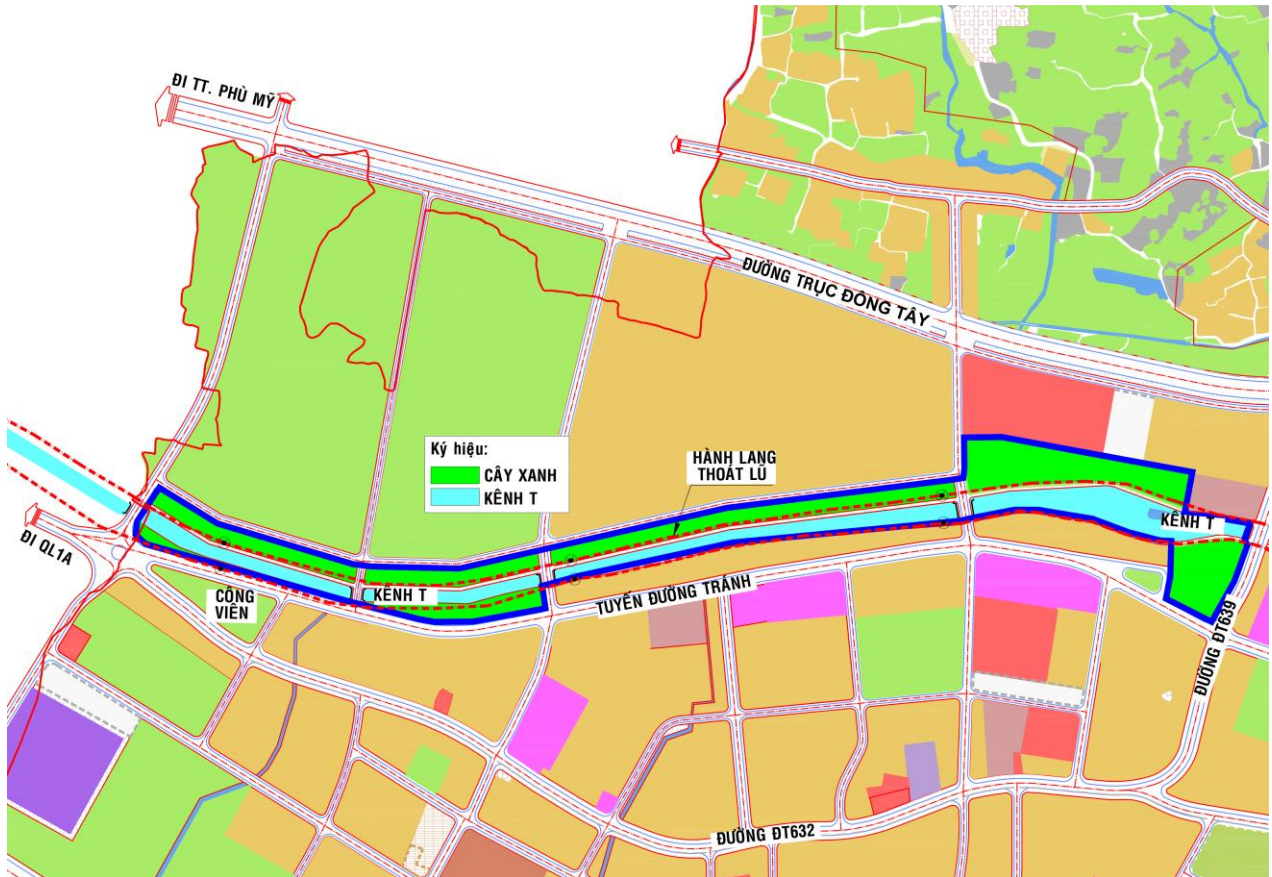 ĐI TT. PHÙ MỸ
ĐƯỜNG TRỤC ĐÔNG TÂY
Ký hiệu:
CÂY XANH
KÊNH T
HÀNH LANG
THOÁT LŨ
KÊNH T
ĐI QL1A
CÔNG
VIÊN
KÊNH T
TUYẾN ĐƯỜNG TRÁNH
ĐƯỜNG ĐT639
ĐƯỜNG ĐT632